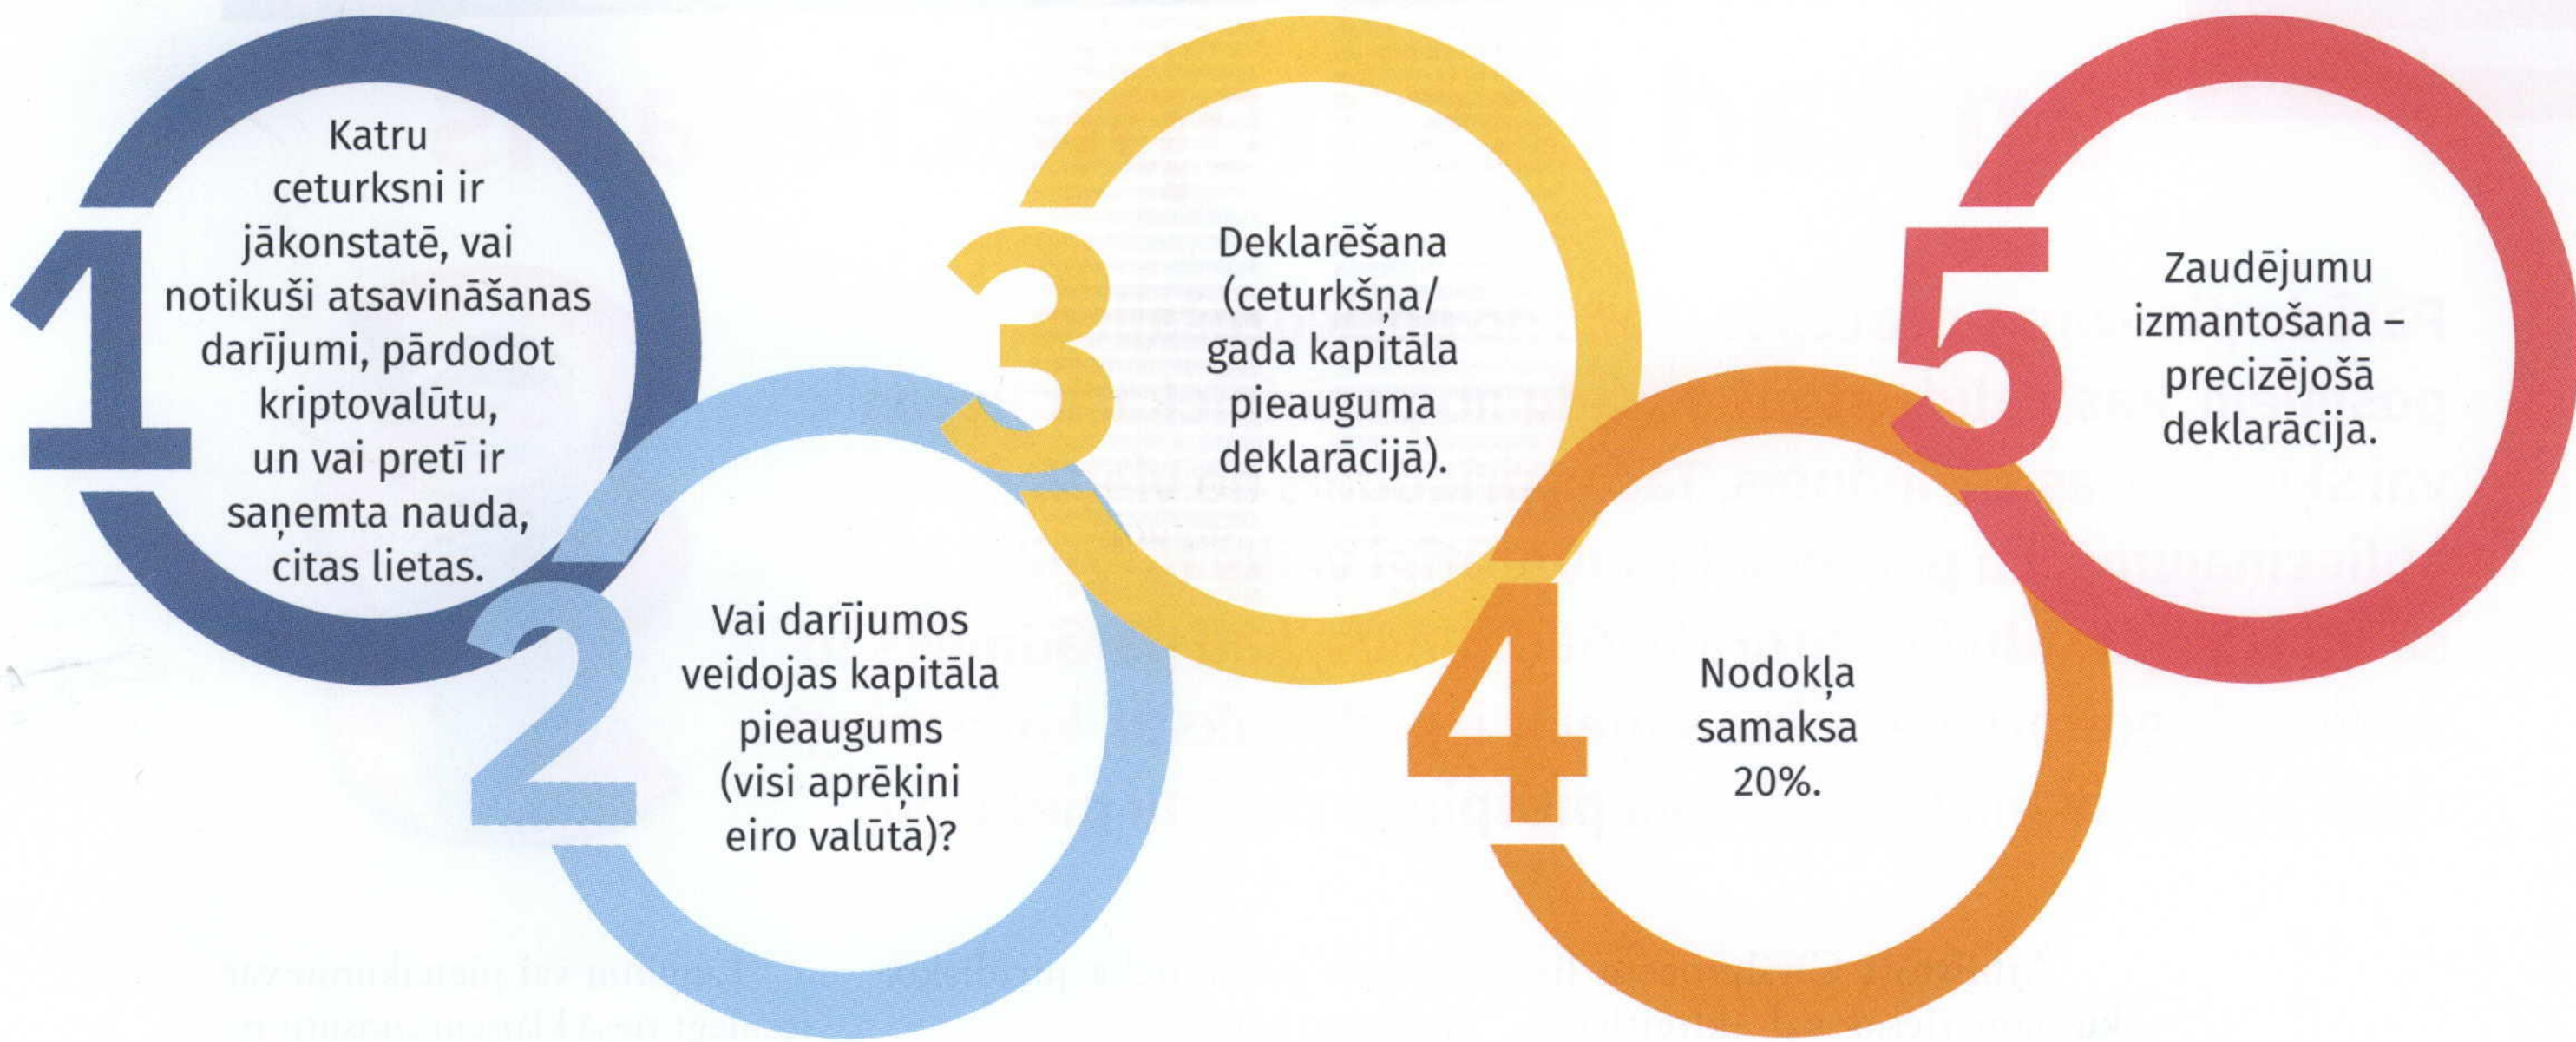 1
Katru
ceturksni ir
jākonstatē, vai
notikuši atsavināšanas
darījumi, pārdodot
kriptovalūtu,
un vai pretī ir
saņemta nauda,
citas lietas.
2
Vai darījumos
veidojas kapitāla
pieaugums
(visi aprēķini
eiro valūtā)?
3
Deklarēšana
(ceturkšņa/
gada kapitāla
pieauguma
deklarācijā).
4
Nodokļa
samaksa
20%.
5
Zaudējumu
izmantošana –
precizējošā
deklarācija.